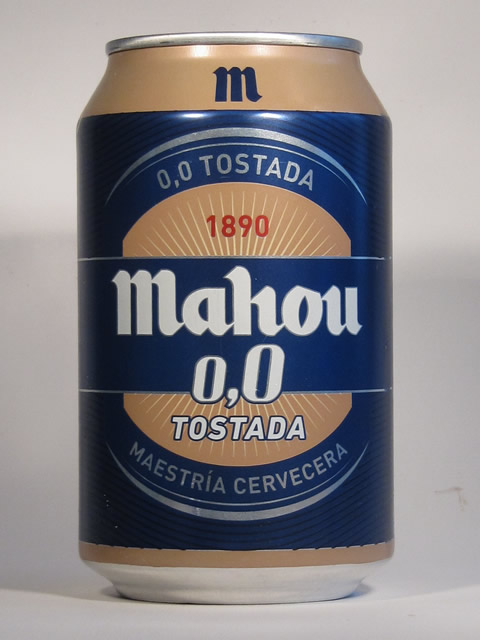 m
0,0 TOSTADA
1890
Mahou
0,0
TOSTADA
MAESTRÍA CERVECERA